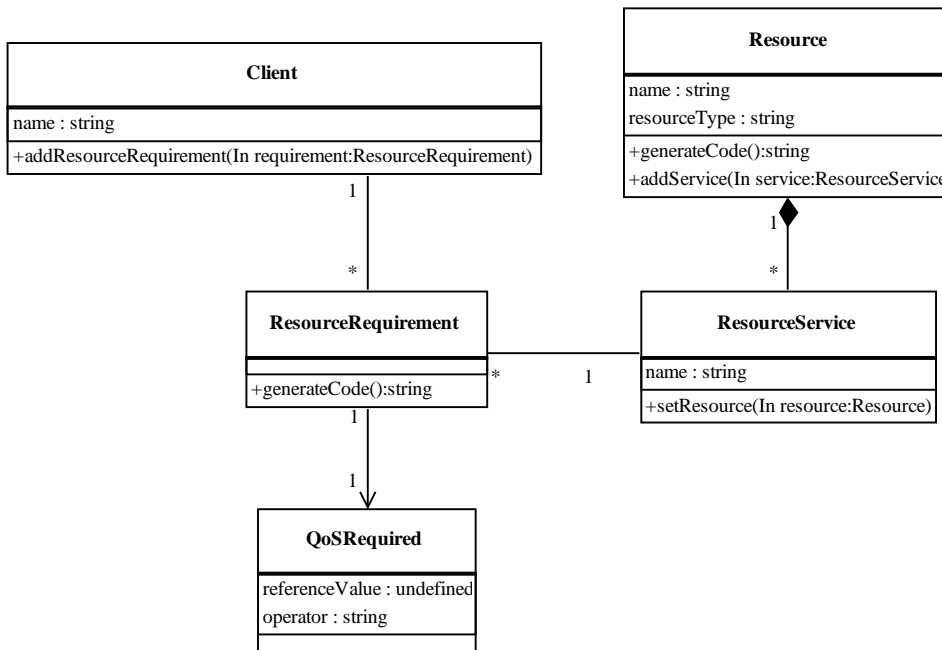 Client
name : string
+addResourceRequirement(In requirement:ResourceRequirement)
Resource
name : string
resourceType : string
+generateCode():string
+addService(In service:ResourceService
1
*
1
*
ResourceRequirement
+generateCode():string
*
1
ResourceService
name : string
+setResource(In resource:Resource)
1
1
QoSRequired
referenceValue : undefined
operator : string